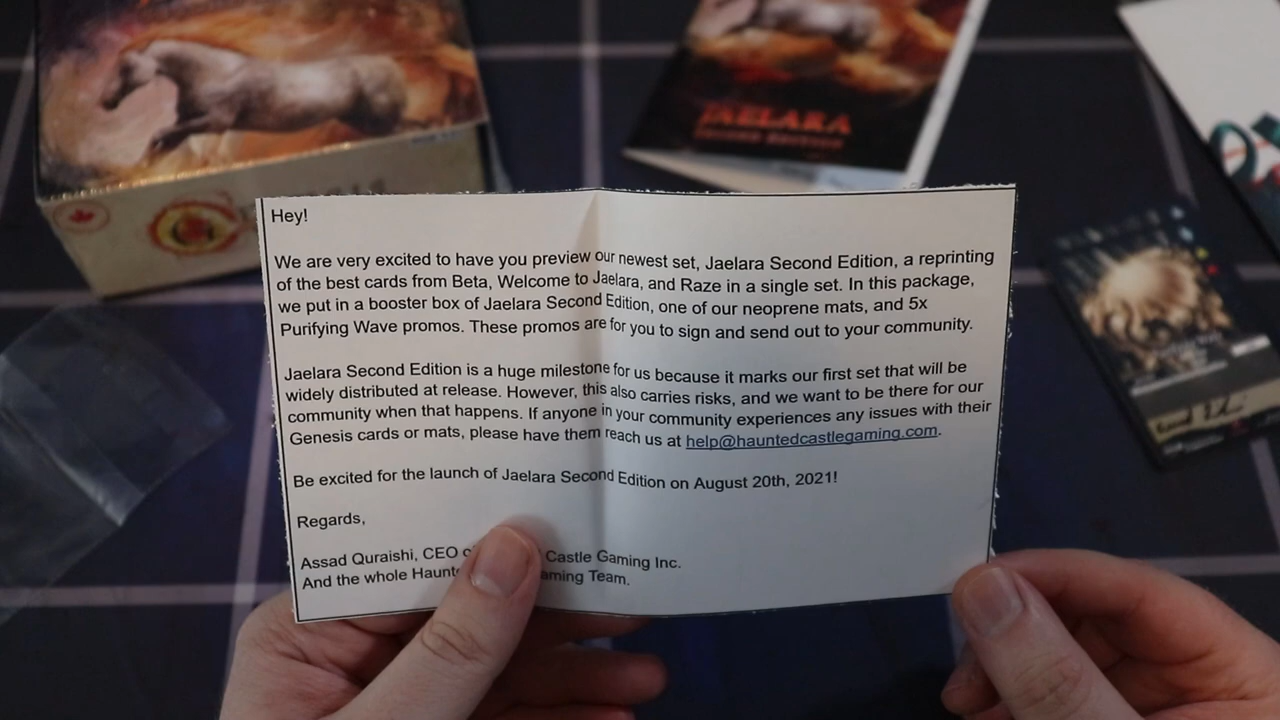 JAELARA
SECOND EDITION
Hey!
We are very excited to have you preview our newest set, Jaelara Second Edition, a reprinting
of the best cards from Beta, Welcome to Jaelara, and Raze in a single set. In this package,
we put in a booster box of Jaelara Second Edition, one of our neoprene mats, and 5x
Purifying Wave promos. These promos are for you to sign and send out to your community.
Jaelara Second Edition is a huge milestone for us because it marks our first set that will be
widely distributed at release. However, this also carries risks, and we want to be there for our
community when that happens. If anyone in your community experiences any issues with their
Genesis cards or mats, please have them reach us at help@hauntedcastlegaming.com.
Be excited for the launch of Jaelara Second Edition on August 20th, 2021!
Regards,
Assad Quraishi, CEO Castle Gaming Inc.
And the whole Team.